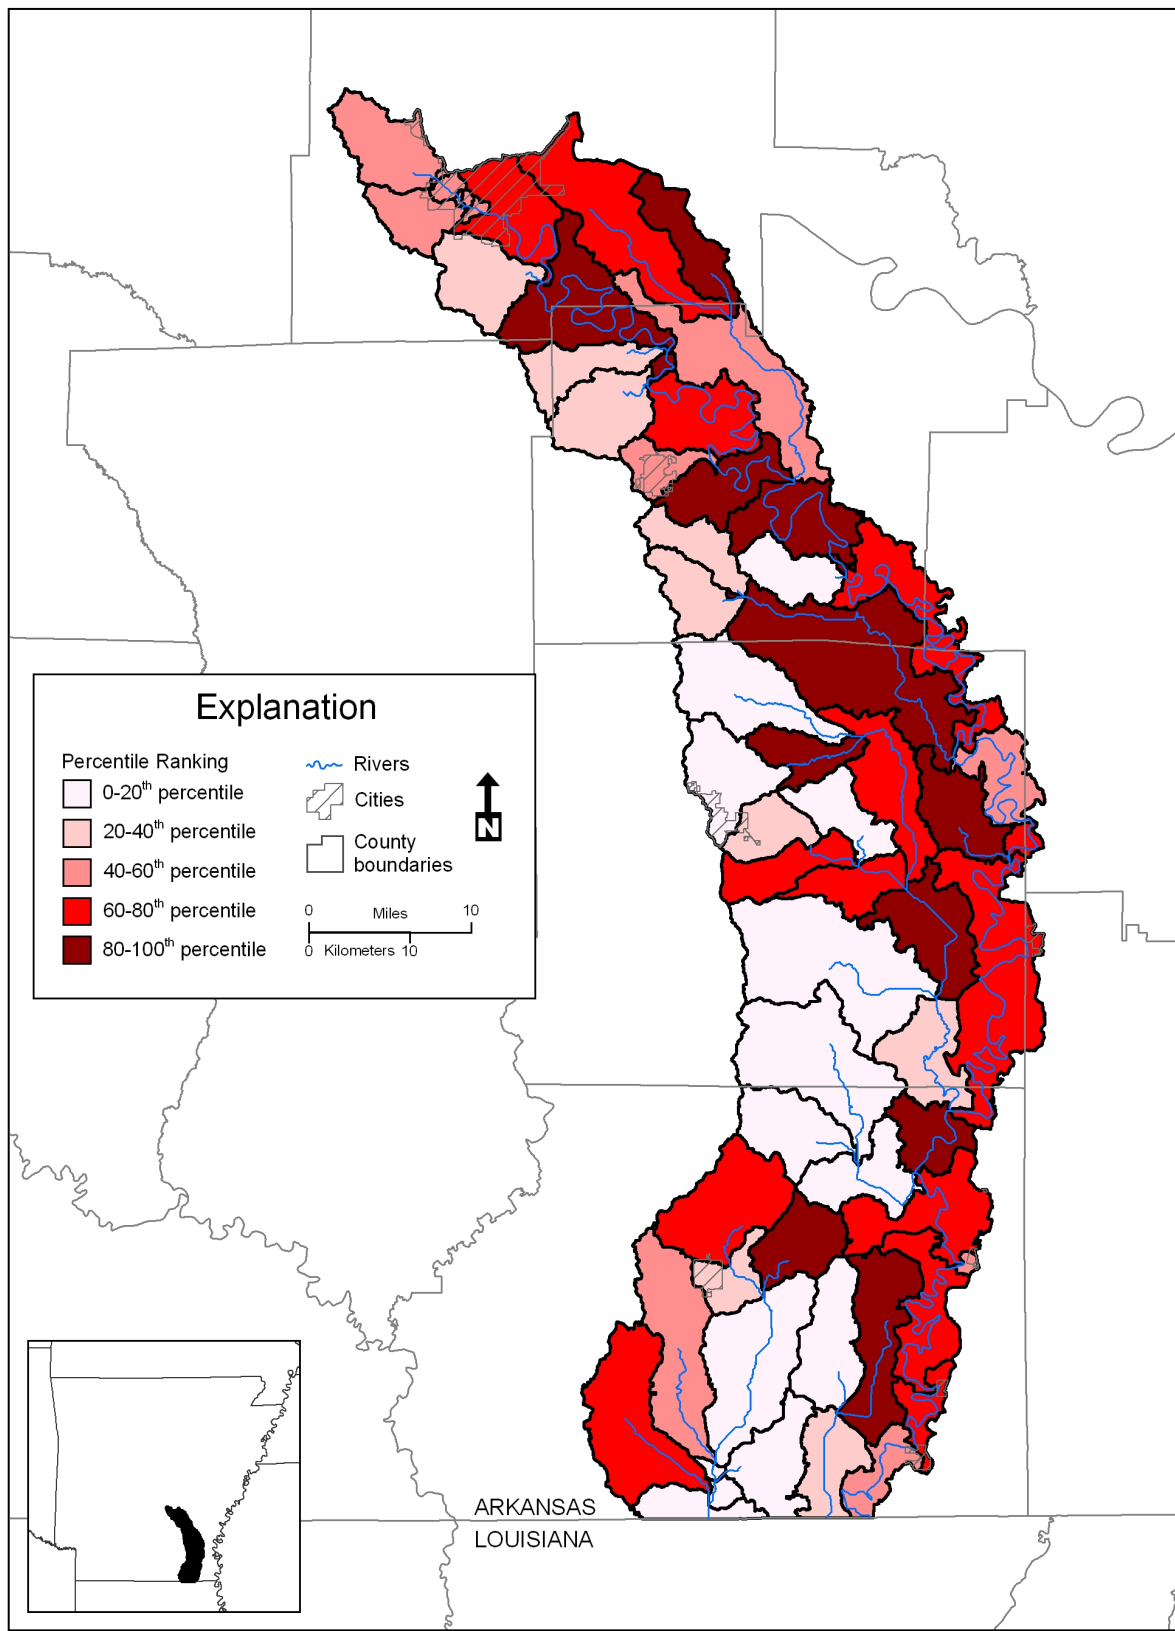 Explanation
Percentile Ranking
0-20th percentile
20-40th percentile
40-60th percentile
60-80th percentile
80-100th percentile
Rivers
Cities
County
boundaries
N
0 Miles 10
0 Kilometers 10
ARKANSAS
LOUISIANA